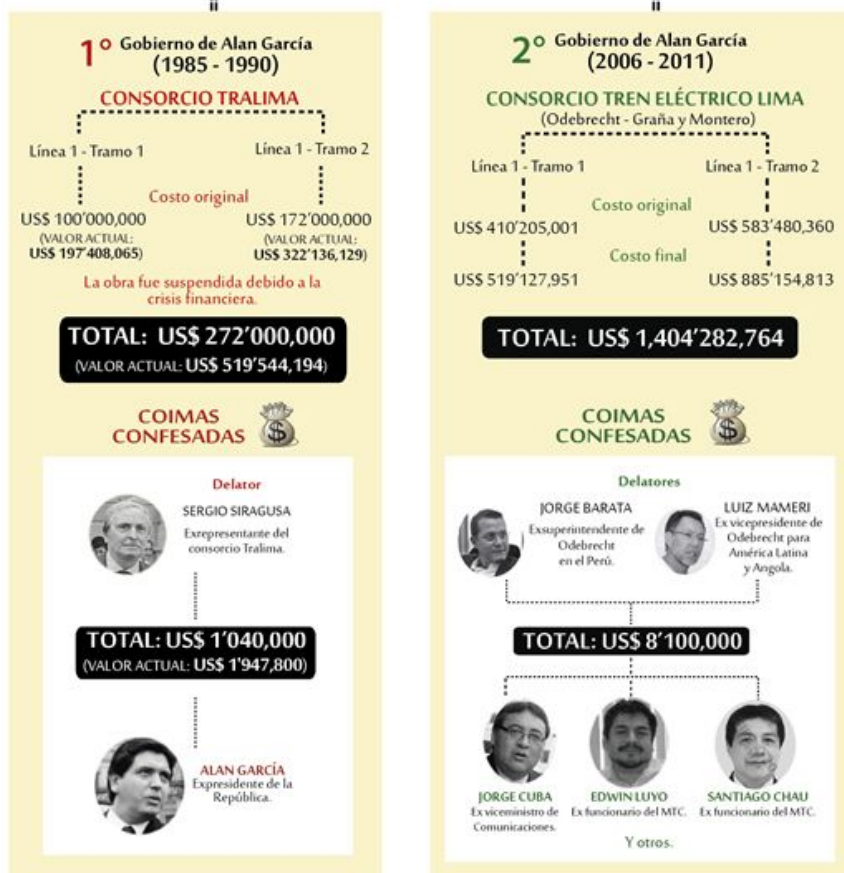 1° Gobierno de Alan García
(1985 - 1990)
CONSORCIO TRALIMA
Línea 1 - Tramo 1
Línea 1 - Tramo 2
Costo original
US$ 100'000,000
(VALOR ACTUAL:
US$ 197'408,065)
US$ 172'000,000
(VALOR ACTUAL:
US$ 322'136,129)
La obra fue suspendida debido a la
crisis financiera.
TOTAL: US$ 272'000,000
(VALOR ACTUAL: US$ 519'544,194)
COIMAS
CONFESADAS
$
Delator
SERGIO SIRAGUSA
Exrepresentante del
consorcio Tralima.
TOTAL: US$ 1'040,000
(VALOR ACTUAL: US$ 1'947,800)
ALAN GARCÍA
Expresidente de la
República.
2° Gobierno de Alan García
(2006 - 2011)
CONSORCIO TREN ELÉCTRICO LIMA
(Odebrecht - Graña y Montero)
Línea 1 - Tramo 1
Línea 1 - Tramo 2
Costo original
US$ 410'205,001
US$ 583'480,360
Costo final
US$ 519'127,951
US$ 885'154,813
TOTAL: US$ 1,404'282,764
COIMAS
CONFESADAS
$
Delatores
JORGE BARATA
Exsuperintendente de
Odebrecht
en el Perú.
LUIZ MAMERI
Ex vicepresidente de
Odebrecht para
América Latina
y Angola.
TOTAL: US$ 8'100,000
JORGE CUBA
Ex viceministro de
Comunicaciones.
EDWIN LUYO
Ex funcionario del MTC.
SANTIAGO CHAU
Ex funcionario del MTC.
Y otros.